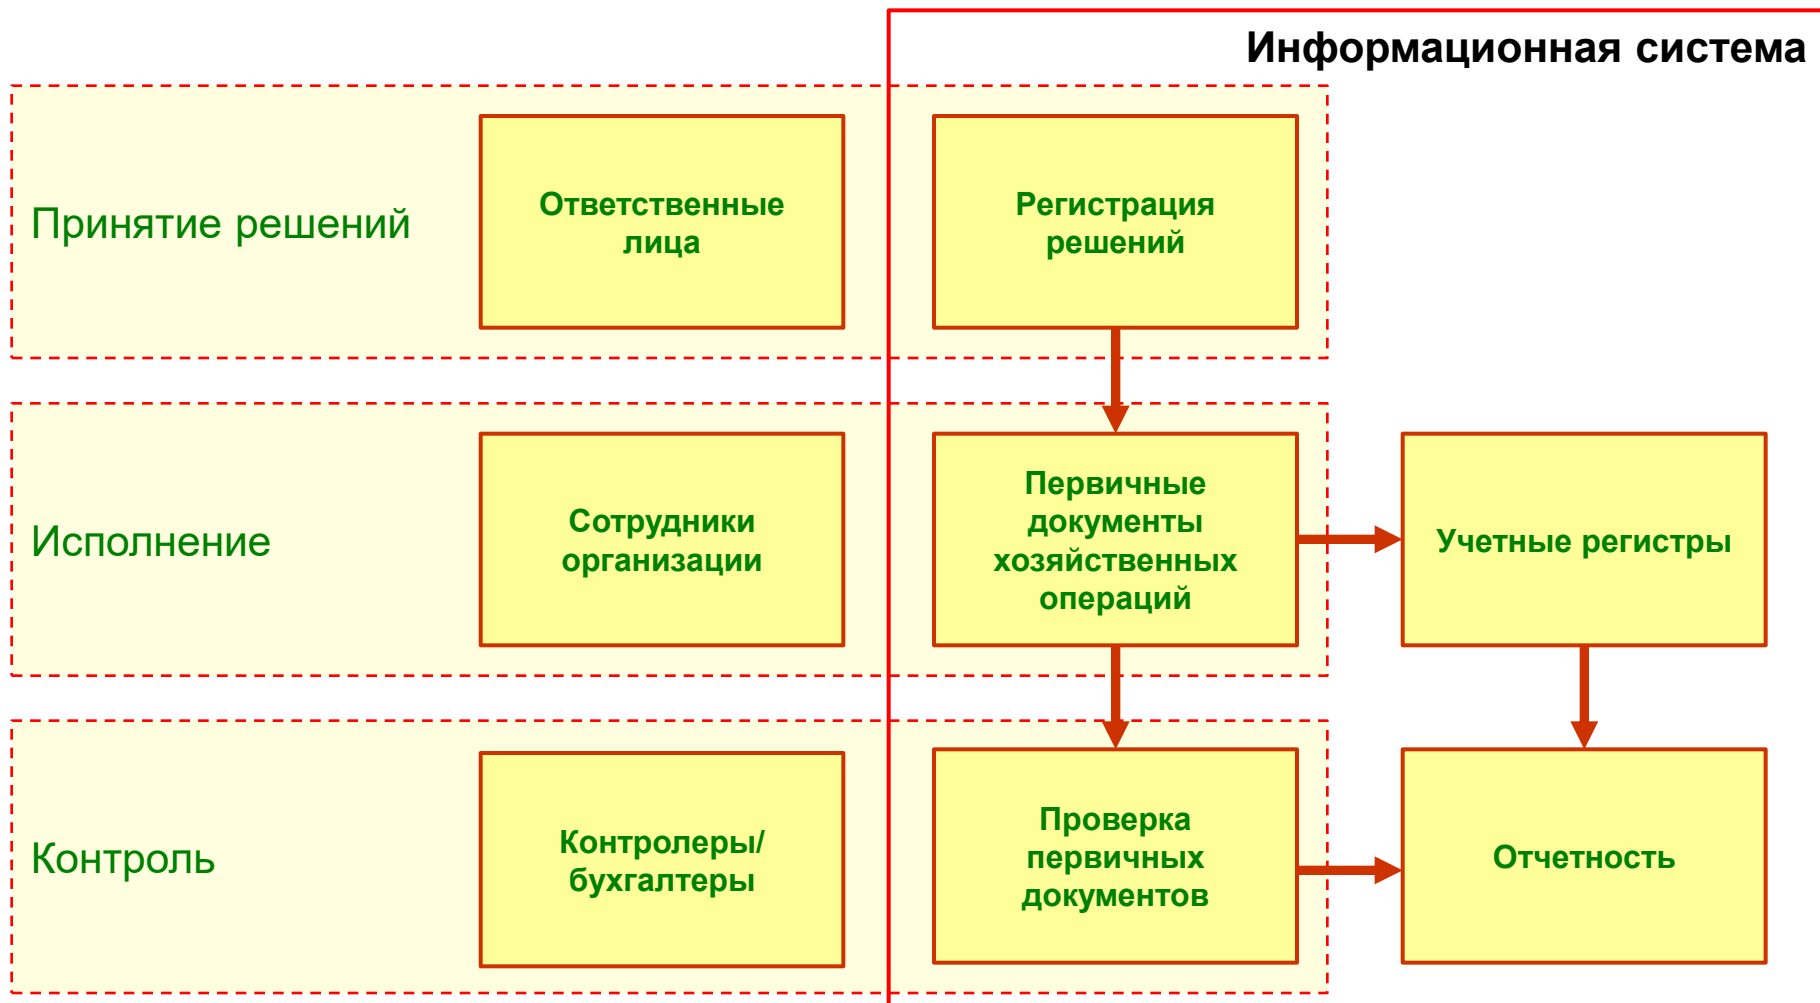 Информационная система
Принятие решений
Ответственные
лица
Регистрация
решений
Исполнение
Сотрудники
организации
Первичные
документы
хозяйственных
операций
Учетные регистры
Контроль
Контролеры/
бухгалтеры
Проверка
первичных
документов
Отчетность